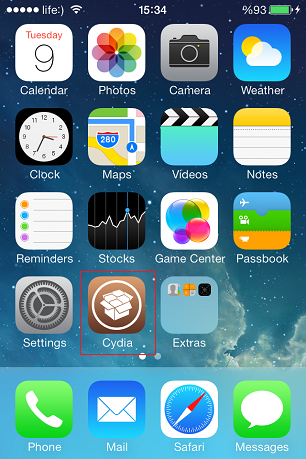 life:) 15:34 %93
Tuesday
9
Calendar Photos Camera Weather
280
Clock Maps Videos Notes
Reminders Stocks Game Center Passbook
Settings Cydia Extras
Phone Mail Safari Messages